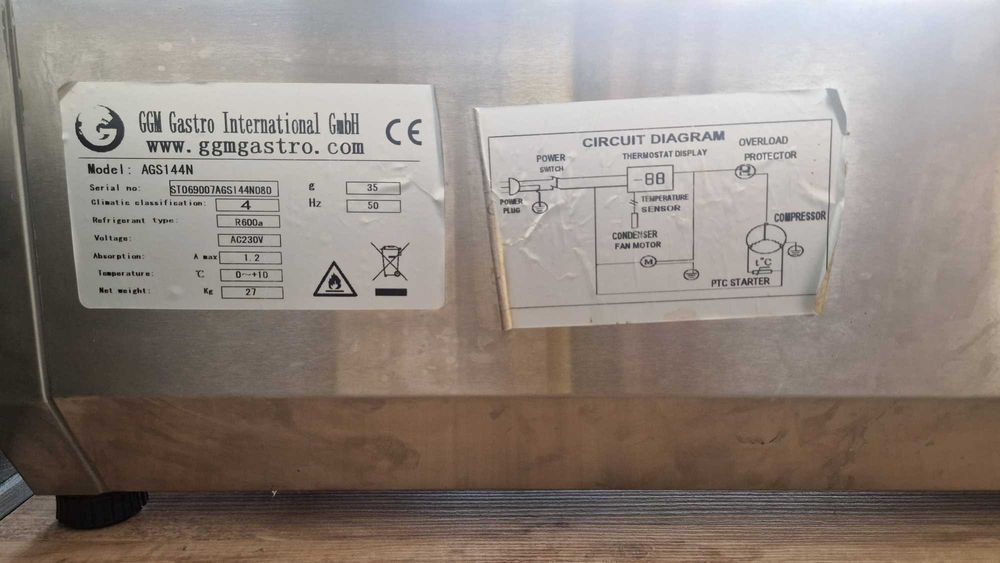 GGM Gastro International GmbH
www.ggmgastro.com
CE
Model: AGS144N
Serial no: ST069007AGS144N080
g 35
Climatic classification: 4
Hz 50
Refrigerant type: R600a
Voltage: AC230V
Absorption: A max 1.2
Temperature: ℃ 0~+10
Net weight: Kg 27
CIRCUIT DIAGRAM
POWER
SWITCH
THERMOSTAT DISPLAY
OVERLOAD
PROTECTOR
-88
POWER
PLUG
TEMPERATURE
SENSOR
CONDENSER
FAN MOTOR
M
COMPRESSOR
t°C
PTC STARTER